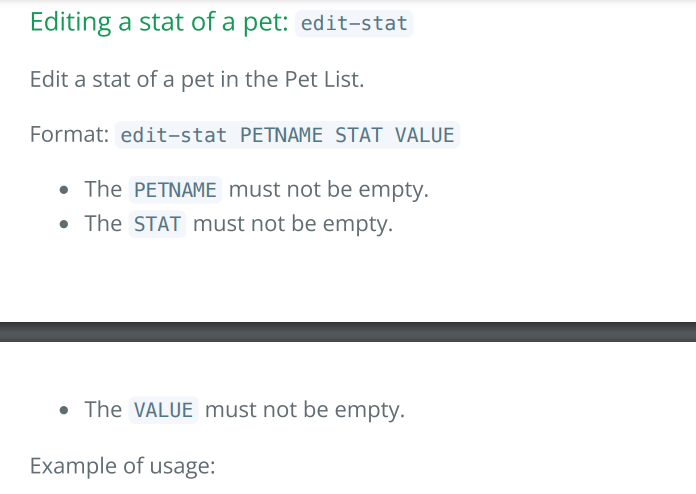 Editing a stat of a pet: edit-stat
Edit a stat of a pet in the Pet List.
Format: edit-stat PETNAME STAT VALUE
• The PETNAME must not be empty.
• The STAT must not be empty.
• The VALUE must not be empty.
Example of usage: